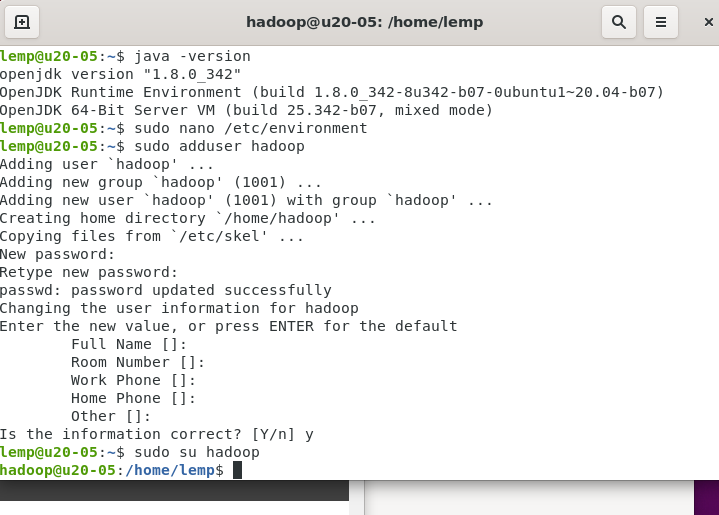 hadoop@u20-05: /home/lemp
lemp@u20-05:~$ java -version
openjdk version "1.8.0_342"
OpenJDK Runtime Environment (build 1.8.0_342-8u342-b07-0ubuntu1~20.04-b07)
OpenJDK 64-Bit Server VM (build 25.342-b07, mixed mode)
lemp@u20-05:~$ sudo nano /etc/environment
lemp@u20-05:~$ sudo adduser hadoop
Adding user `hadoop' ...
Adding new group `hadoop' (1001) ...
Adding new user `hadoop' (1001) with group `hadoop' ...
Creating home directory `/home/hadoop' ...
Copying files from `/etc/skel' ...
New password:
Retype new password:
passwd: password updated successfully
Changing the user information for hadoop
Enter the new value, or press ENTER for the default
        Full Name []:
        Room Number []:
        Work Phone []:
        Home Phone []:
        Other []:
Is the information correct? [Y/n] y
lemp@u20-05:~$ sudo su hadoop
hadoop@u20-05:/home/lemp$